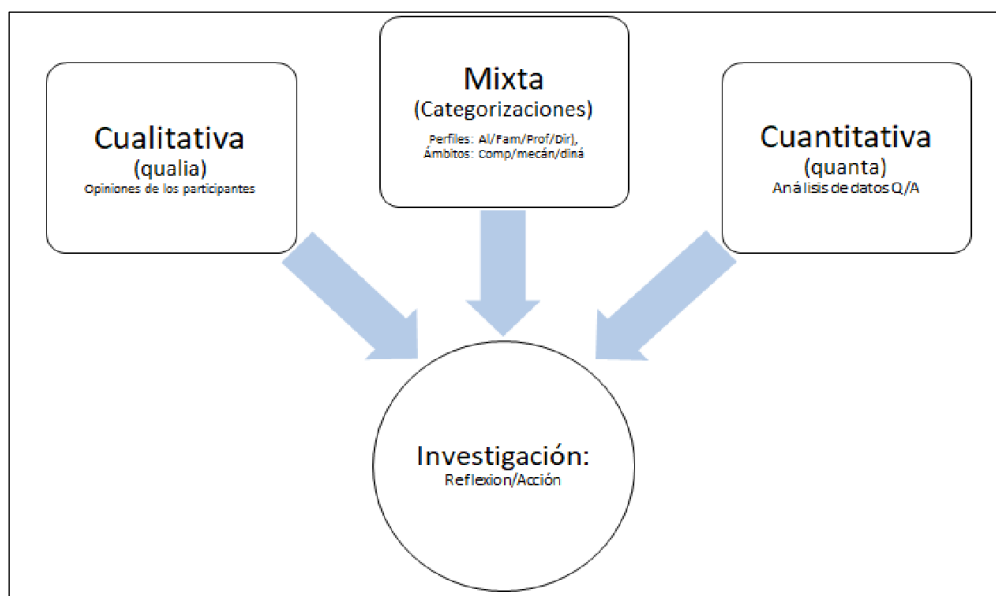 Cualitativa
(qualia)
Opiniones de los participantes
Mixta
(Categorizaciones)
Perfiles: Al/Fam/Prof/Dir),
Ámbitos: Comp/mecán/diná
Cuantitativa
(quanta)
Análisis de datos Q/A
Investigación:
Reflexion/Acción